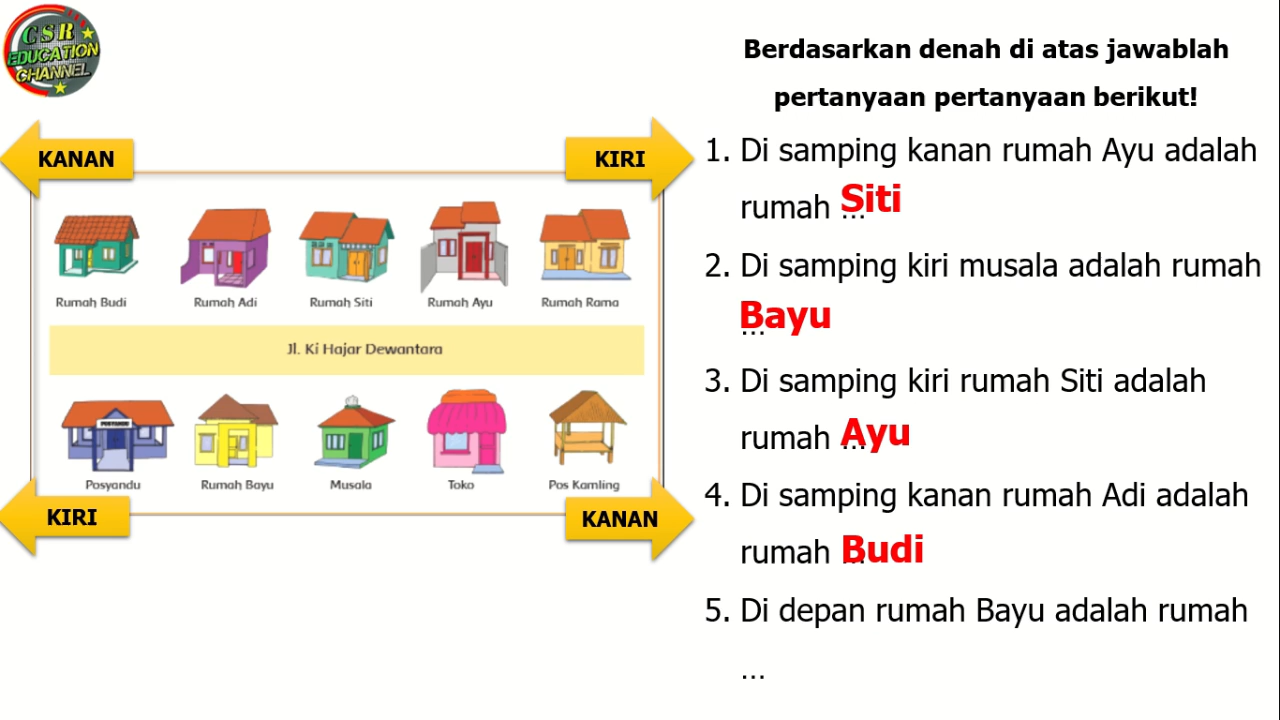 CSR
EDUCATION
CHANNEL
KANAN
KIRI
Rumah Budi
Rumah Adi
Rumah Siti
Rumah Ayu
Rumah Rama
Jl. Ki Hajar Dewantara
POSYANDU
Posyandu
Rumah Bayu
Musala
Toko
Pos Kamling
KIRI
KANAN
Berdasarkan denah di atas jawablah
pertanyaan pertanyaan berikut!
1. Di samping kanan rumah Ayu adalah
rumah ... Siti
2. Di samping kiri musala adalah rumah
... Bayu
3. Di samping kiri rumah Siti adalah
rumah ... Ayu
4. Di samping kanan rumah Adi adalah
rumah ... Budi
5. Di depan rumah Bayu adalah rumah
...